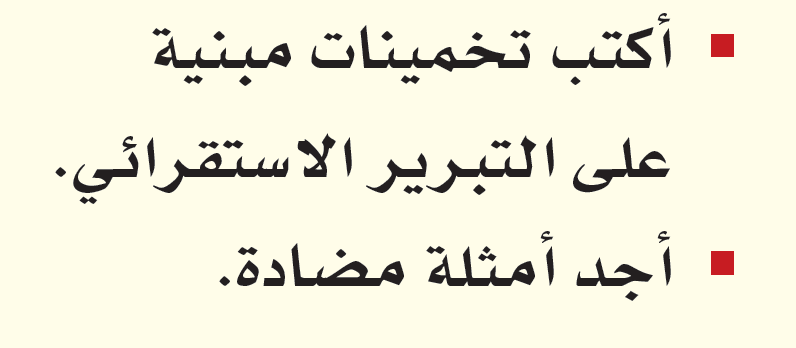 أكتب تخمينات مبنية
على التبرير الاستقرائي.
أجد أمثلة مضادة.